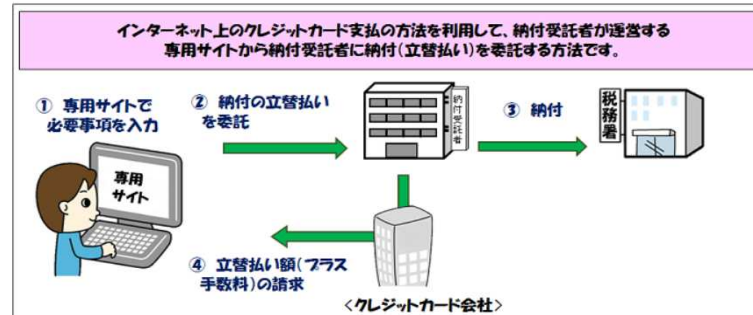 インターネット上のクレジットカード支払の方法を利用して、納付受託者が運営する
専用サイトから納付受託者に納付(立替払い)を委託する方法です。
① 専用サイトで
必要事項を入力
② 納付の立替払い
を委託
納付受託者
③ 納付
税務署
専用
サイト
④ 立替払い額(プラス
手数料)の請求
<クレジットカード会社>